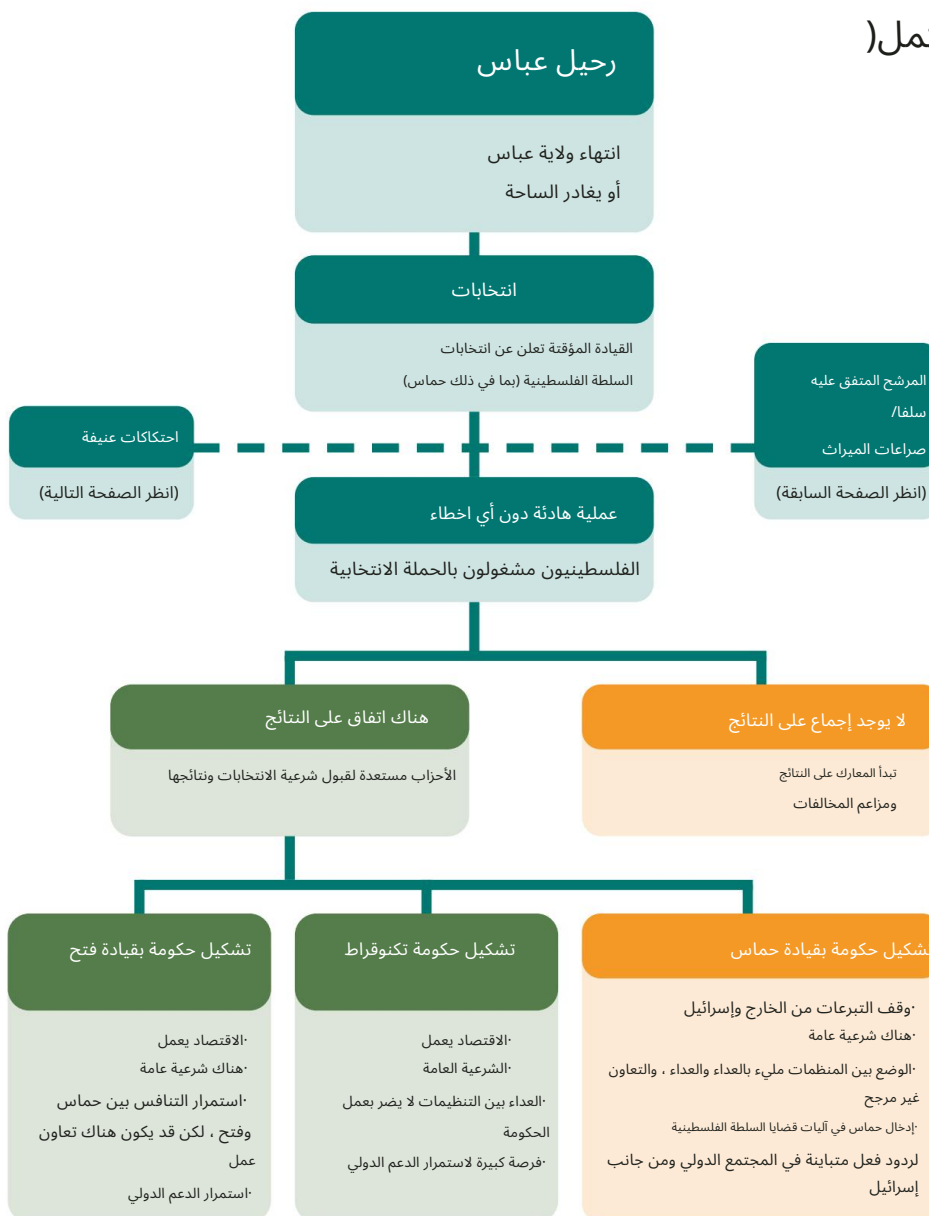 رحيل عباس
انتهاء ولاية عباس
أو يغادر الساحة
انتخابات
القيادة المؤقتة تعلن عن انتخابات
السلطة الفلسطينية (بما في ذلك حماس)
المرشح المتفق عليه
سلفا/
صراعات الميراث
(انظر الصفحة السابقة)
احتكاكات عنيفة
(انظر الصفحة التالية)
عملية هادئة دون أي اخطاء
الفلسطينيون مشغولون بالحملة الانتخابية
لا يوجد إجماع على النتائج
تبدأ المعارك على النتائج
ومزاعم المخالفات
هناك اتفاق على النتائج
الأحزاب مستعدة لقبول شرعية الانتخابات ونتائجها
تشكيل حكومة بقيادة حماس
·وقف التبرعات من الخارج وإسرائيل
·هناك شرعية عامة
·الوضع بين المنظمات مليء بالعداء والعداء ، والتعاون
غير مرجح
·إدخال حماس في آليات قضايا السلطة الفلسطينية
لردود فعل متباينة في المجتمع الدولي ومن جانب
إسرائيل
تشكيل حكومة تكنوقراط
·الاقتصاد يعمل
·الشرعية العامة
·العداء بين التنظيمات لا يضر بعمل
الحكومة
·فرصة كبيرة لاستمرار الدعم الدولي
تشكيل حكومة بقيادة فتح
·الاقتصاد يعمل
·هناك شرعية عامة
·استمرار التنافس بين حماس
وفتح ، لكن قد يكون هناك تعاون
عمل
·استمرار الدعم الدولي